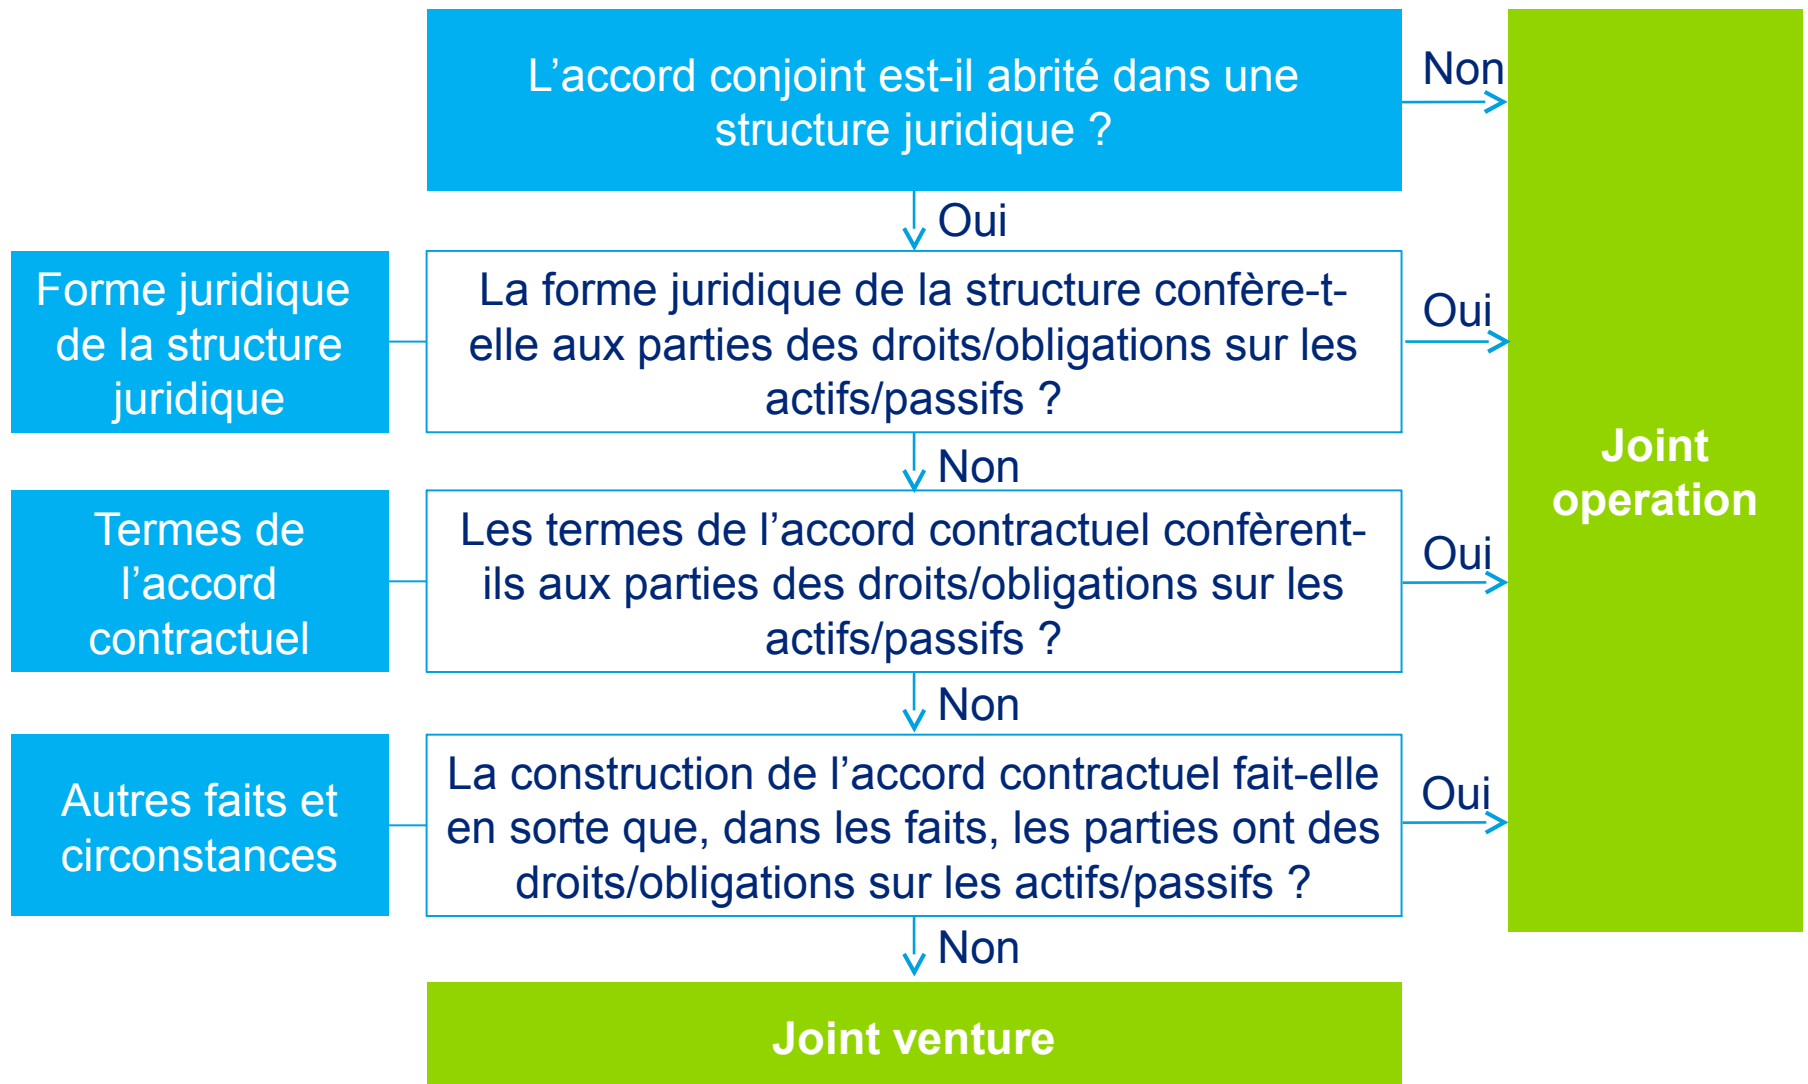 L’accord conjoint est-il abrité dans une
structure juridique ?
Non
Oui
Forme juridique
de la structure
juridique
La forme juridique de la structure confère-t-
elle aux parties des droits/obligations sur les
actifs/passifs ?
Oui
Non
Termes de
l’accord
contractuel
Les termes de l’accord contractuel confèrent-
ils aux parties des droits/obligations sur les
actifs/passifs ?
Oui
Non
Autres faits et
circonstances
La construction de l’accord contractuel fait-elle
en sorte que, dans les faits, les parties ont des
droits/obligations sur les actifs/passifs ?
Oui
Non
Joint
operation
Joint venture